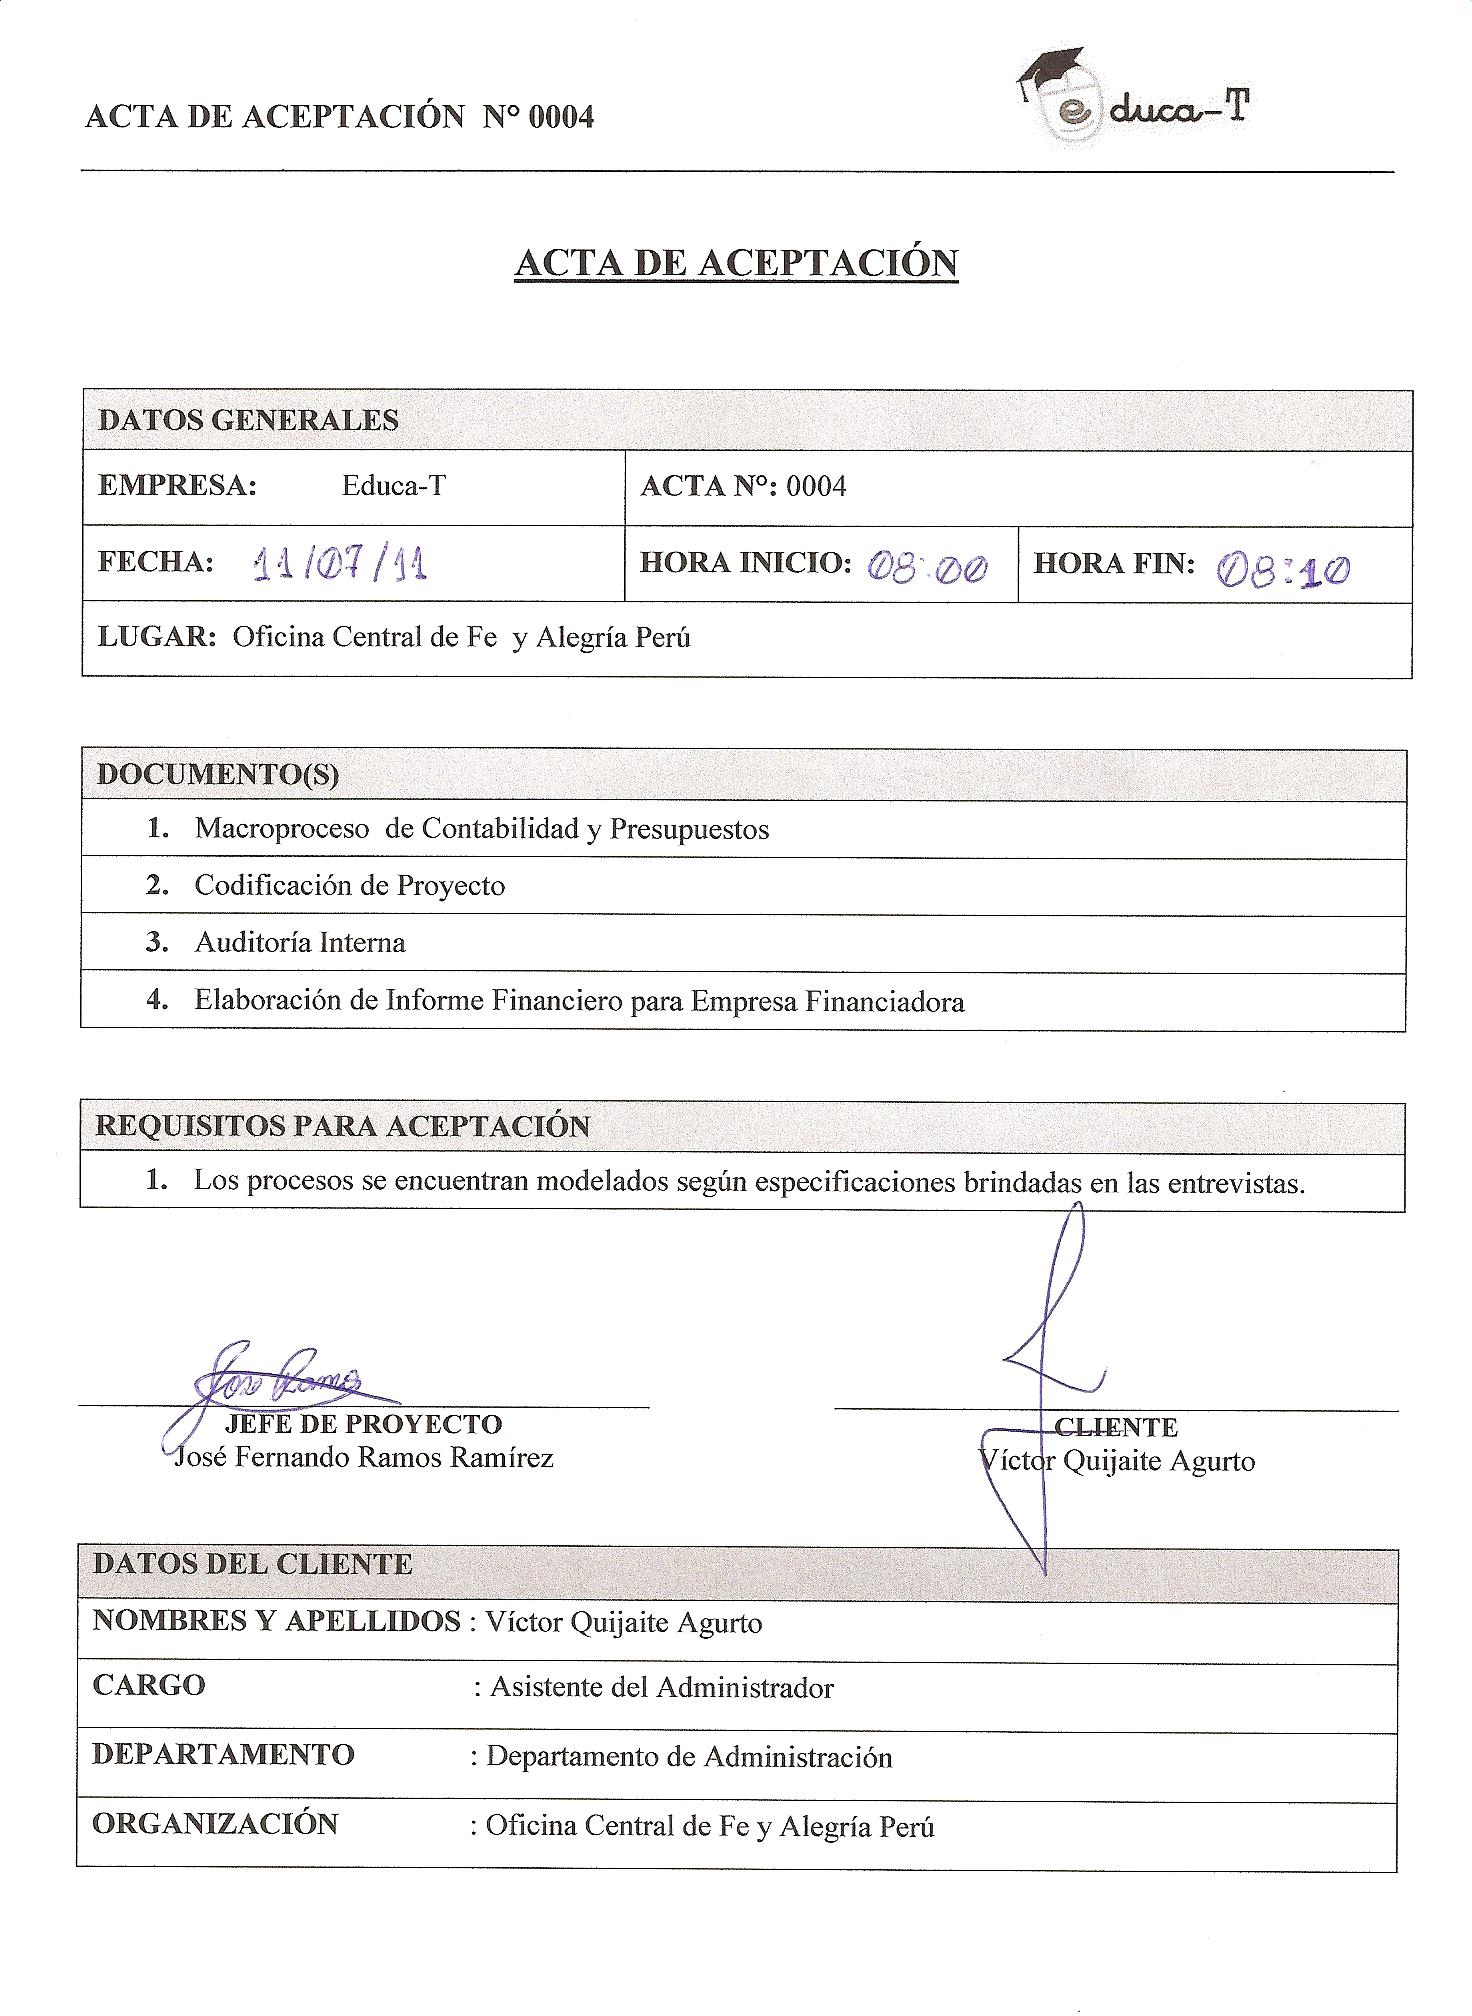 ACTA DE ACEPTACIÓN N° 0004
educa-T
ACTA DE ACEPTACIÓN
DATOS GENERALES
EMPRESA: Educa-T
ACTA N°: 0004
FECHA: 11/07/11
HORA INICIO: 08:00
HORA FIN: 08:10
LUGAR: Oficina Central de Fe y Alegría Perú
DOCUMENTO(S)
1. Macroproceso de Contabilidad y Presupuestos
2. Codificación de Proyecto
3. Auditoría Interna
4. Elaboración de Informe Financiero para Empresa Financiadora
REQUISITOS PARA ACEPTACIÓN
1. Los procesos se encuentran modelados según especificaciones brindadas en las entrevistas.
Jose Ramos
JEFE DE PROYECTO
José Fernando Ramos Ramírez
CLIENTE
Víctor Quijaite Agurto
DATOS DEL CLIENTE
NOMBRES Y APELLIDOS : Víctor Quijaite Agurto
CARGO : Asistente del Administrador
DEPARTAMENTO : Departamento de Administración
ORGANIZACIÓN : Oficina Central de Fe y Alegría Perú